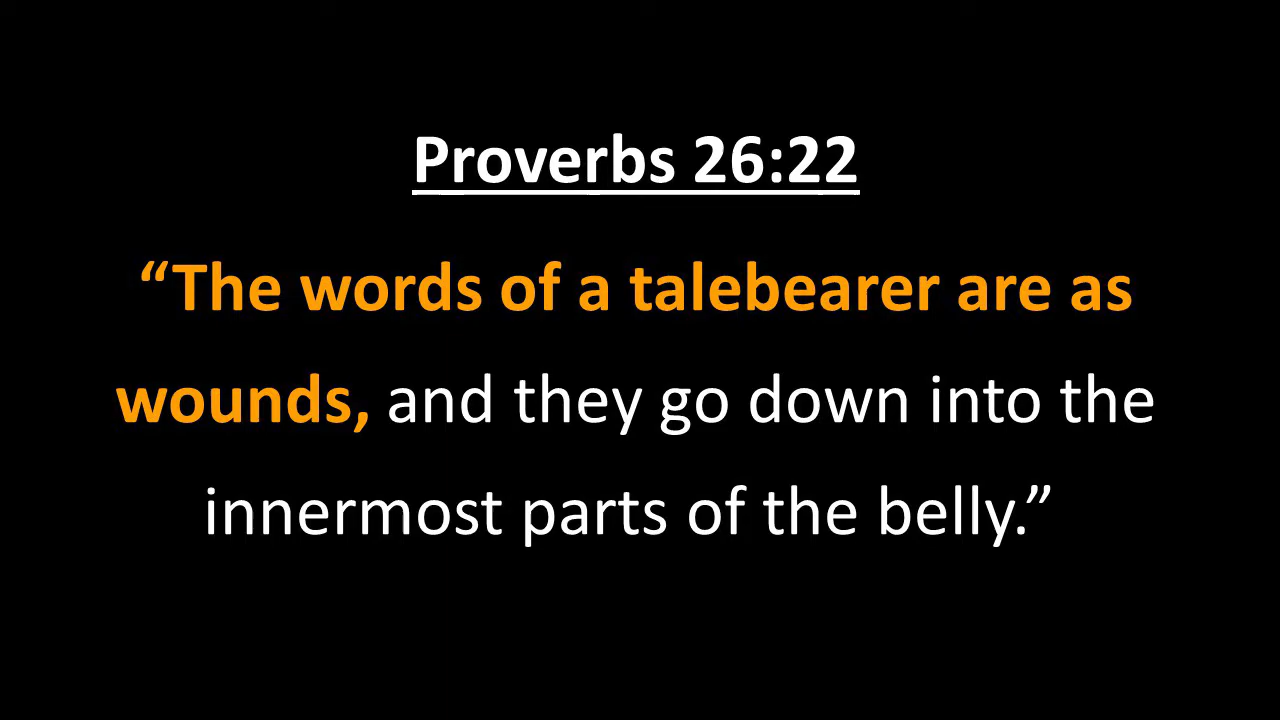 Proverbs 26:22
“The words of a talebearer are as
wounds, and they go down into the
innermost parts of the belly.”